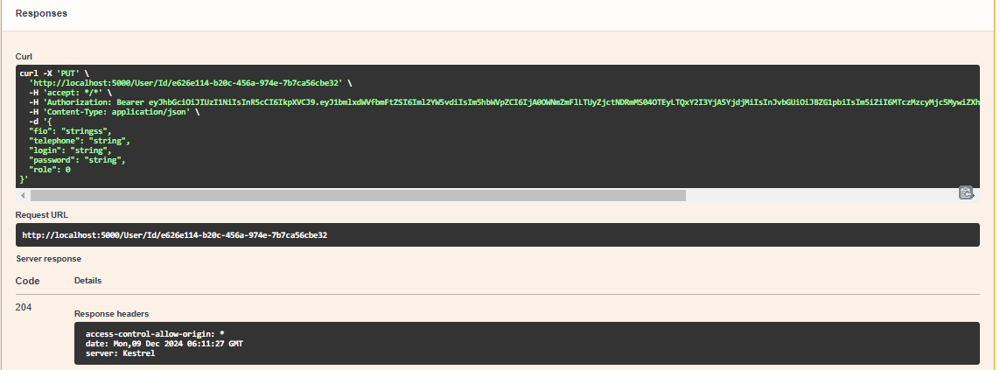 Responses
Curl
curl -X 'PUT' \
'http://localhost:5000/User/Id/e626e114-b20c-456a-974e-7b7ca56cbe32' \
-H 'accept: */*' \
-H 'Authorization: Bearer eyJhbGciOiJIUzI1NiIsInR5cCI6IkpXVCJ9.eyJ1bmlxdWVfbmFtZSI6Iml2YW5vdiIsIm5hbWVpZCI6IjA0OWNmZmFlLTUyZjctNDRmMS04OTEyLTQxY2I3YjA5YjdjMiIsInJvbGUiOiJBZG1pbiIsIm5iZiI6MTczMzcyMjc5MywiZXh
-H 'Content-Type: application/json' \
-d '{
"fio": "stringss",
"telephone": "string",
"login": "string",
"password": "string",
"role": 0
}'
Request URL
http://localhost:5000/User/Id/e626e114-b20c-456a-974e-7b7ca56cbe32
Server response
Code Details
204
Response headers
access-control-allow-origin: *
date: Mon,09 Dec 2024 06:11:27 GMT
server: Kestrel